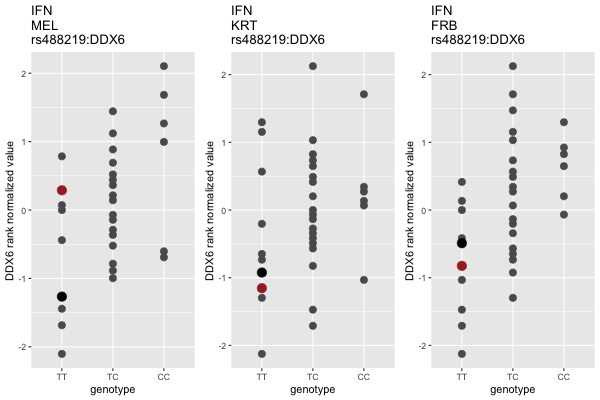 IFN
MEL
rs488219:DDX6
DDX6 rank normalized value
2
1
0
-1
-2
TT
TC
CC
genotype
IFN
KRT
rs488219:DDX6
DDX6 rank normalized value
2
1
0
-1
-2
TT
TC
CC
genotype
IFN
FRB
rs488219:DDX6
DDX6 rank normalized value
2
1
0
-1
-2
TT
TC
CC
genotype